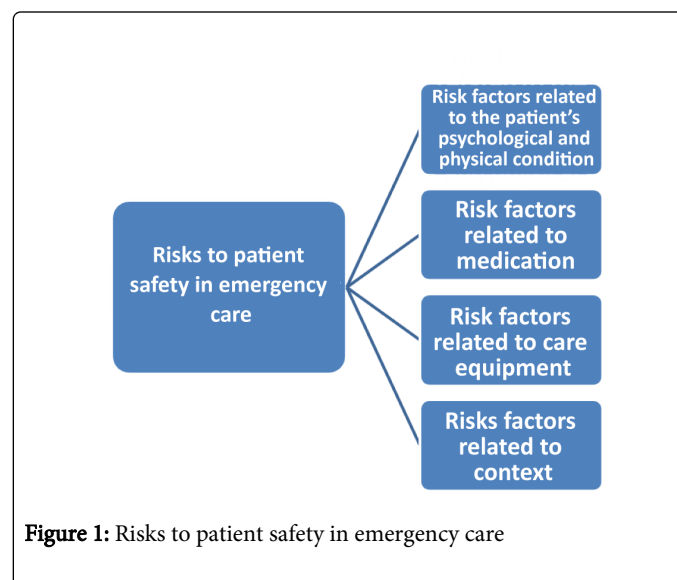 Risks to patient
safety in emergency
care
Risk factors related
to the patient's
psychological and
physical condition
Risk factors
related to
medication
Risk factors
related to care
equipment
Risks factors
related to
context
Figure 1: Risks to patient safety in emergency care